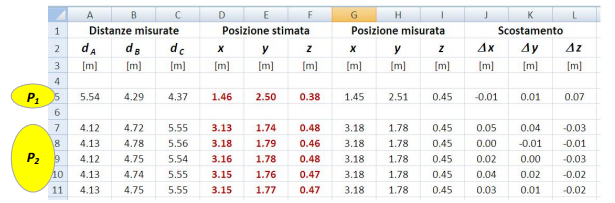 A B C D E F G H I J K L
1 Distanze misurate Posizione stimata Posizione misurata Scostamento
2 d A d B d C x y z x y z Δx Δy Δz
3 [m] [m] [m] [m] [m] [m] [m] [m] [m] [m] [m] [m]
4
P1 5 5.54 4.29 4.37 1.46 2.50 0.38 1.45 2.51 0.45 -0.01 0.01 0.07
6
7 4.12 4.72 5.55 3.13 1.74 0.48 3.18 1.78 0.45 0.05 0.04 -0.03
8 4.13 4.78 5.56 3.18 1.79 0.46 3.18 1.78 0.45 0.00 -0.01 -0.01
P2 9 4.12 4.75 5.54 3.16 1.78 0.48 3.18 1.78 0.45 0.02 0.00 -0.03
10 4.13 4.74 5.55 3.15 1.76 0.47 3.18 1.78 0.45 0.04 0.02 -0.02
11 4.13 4.75 5.55 3.15 1.77 0.47 3.18 1.78 0.45 0.03 0.01 -0.02